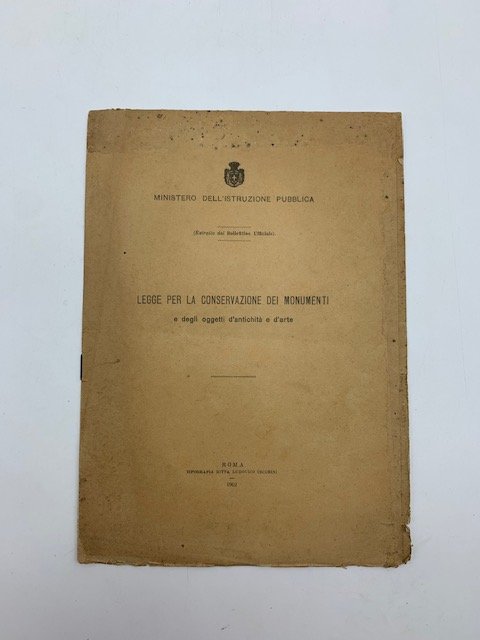 MINISTERO DELL'ISTRUZIONE PUBBLICA
(Estratto dal Bollettino Ufficiale).
LEGGE PER LA CONSERVAZIONE DEI MONUMENTI
e degli oggetti d'antichità e d'arte
ROMA
TIPOGRAFIA DITTA LUDOVICO CECCHINI
1902